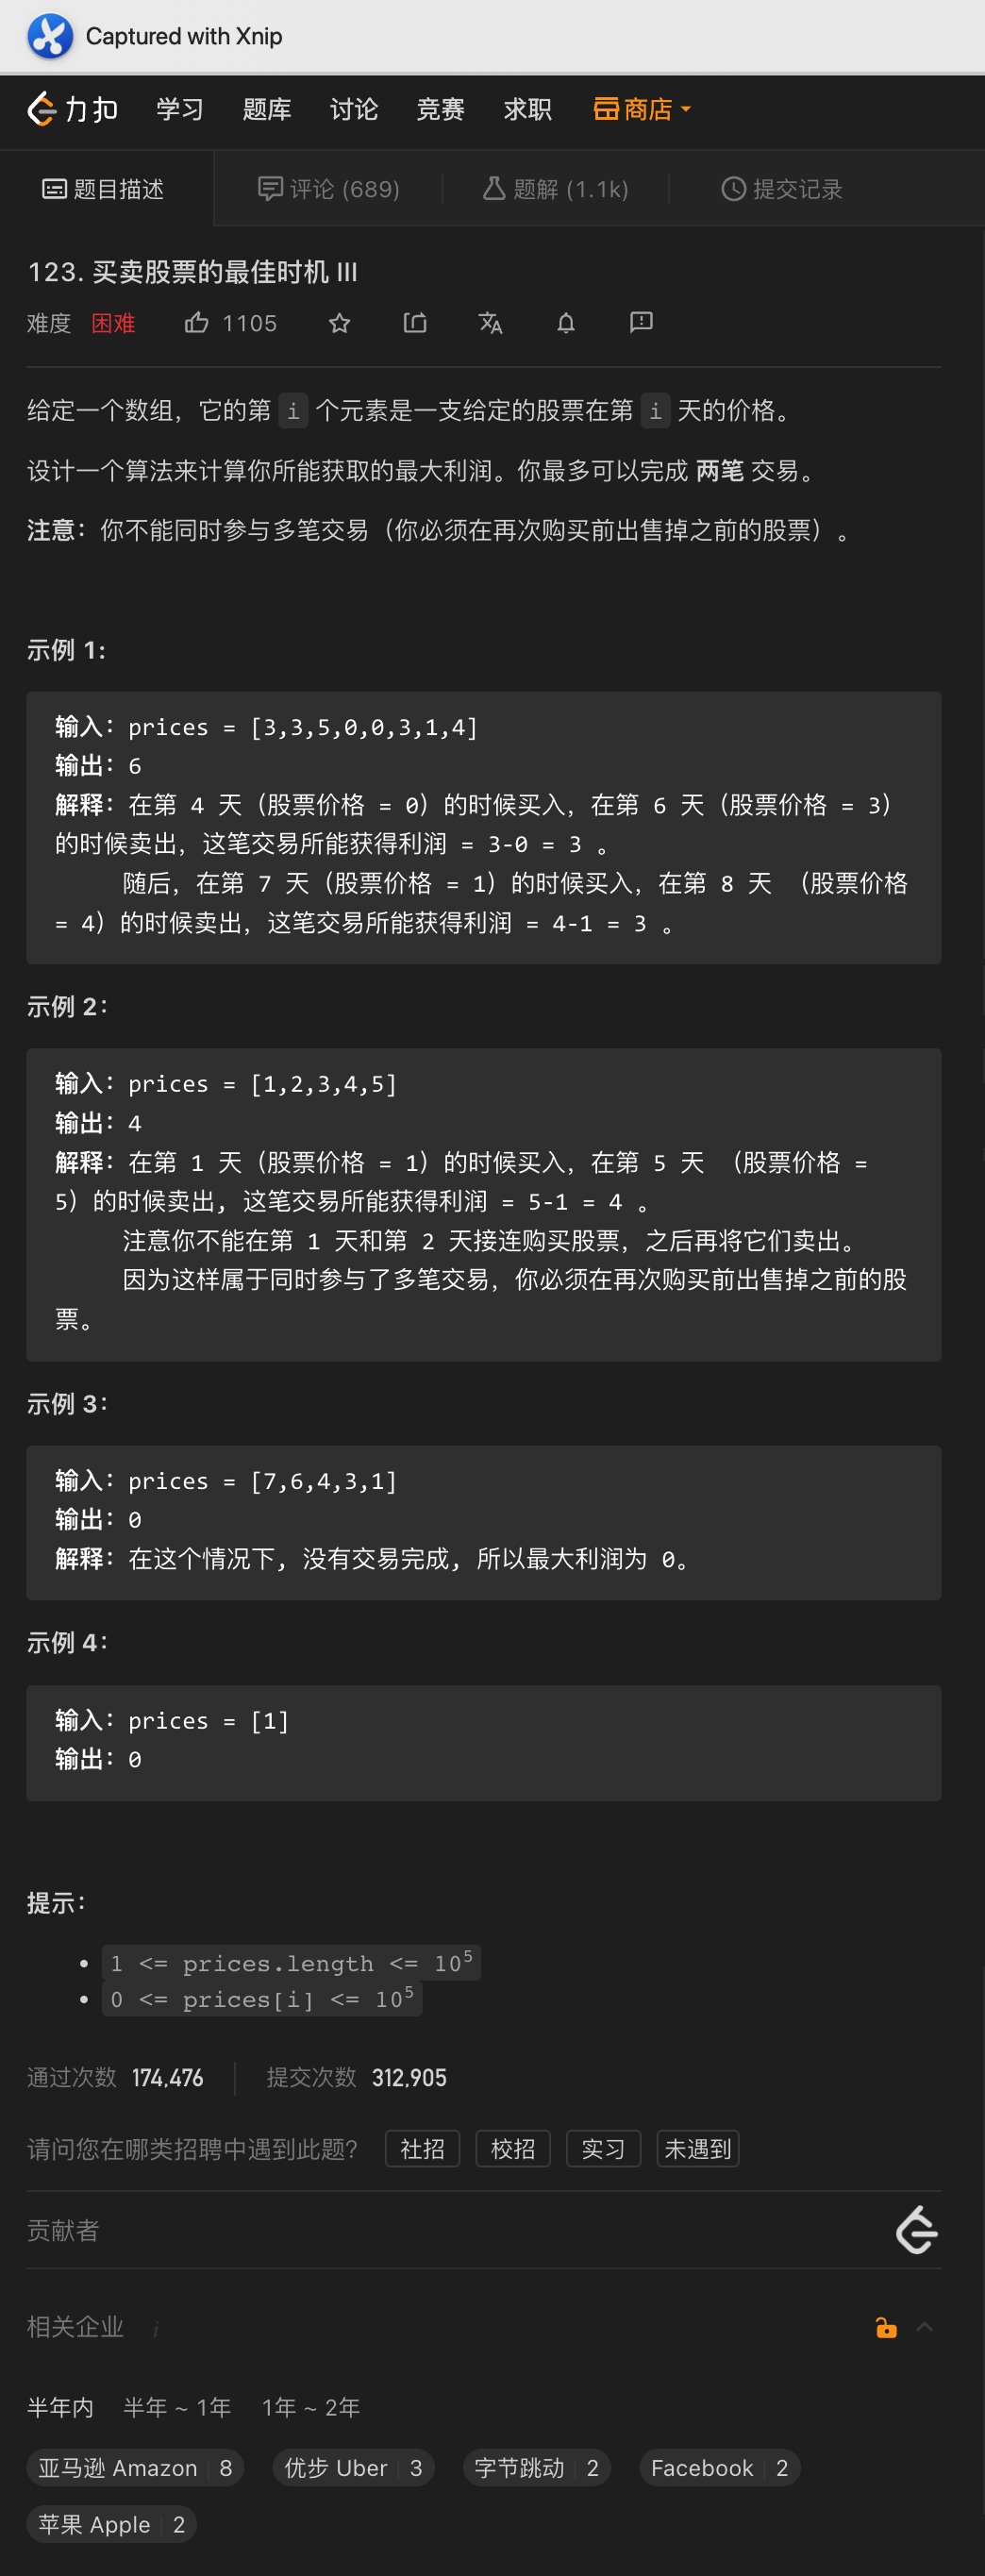 Captured with Xnip
力扣 学习 题库 讨论 竞赛 求职 商店
题目描述 评论 (689) 题解 (1.1k) 提交记录
123. 买卖股票的最佳时机 III
难度 困难 1105
给定一个数组，它的第 i 个元素是一支给定的股票在第 i 天的价格。
设计一个算法来计算你所能获取的最大利润。你最多可以完成 两笔 交易。
注意：你不能同时参与多笔交易（你必须在再次购买前出售掉之前的股票）。
示例 1:
输入：prices = [3,3,5,0,0,3,1,4]
输出：6
解释：在第 4 天（股票价格 = 0）的时候买入，在第 6 天（股票价格 = 3）
的时候卖出，这笔交易所能获得利润 = 3-0 = 3 。
随后，在第 7 天（股票价格 = 1）的时候买入，在第 8 天 （股票价格
= 4）的时候卖出，这笔交易所能获得利润 = 4-1 = 3 。
示例 2：
输入：prices = [1,2,3,4,5]
输出：4
解释：在第 1 天（股票价格 = 1）的时候买入，在第 5 天 （股票价格 =
5）的时候卖出, 这笔交易所能获得利润 = 5-1 = 4 。
注意你不能在第 1 天和第 2 天接连购买股票，之后再将它们卖出。
因为这样属于同时参与了多笔交易，你必须在再次购买前出售掉之前的股
票。
示例 3：
输入：prices = [7,6,4,3,1]
输出：0
解释：在这个情况下, 没有交易完成, 所以最大利润为 0。
示例 4：
输入：prices = [1]
输出：0
提示：
• 1 <= prices.length <= 10⁵
• 0 <= prices[i] <= 10⁵
通过次数 174,476 提交次数 312,905
请问您在哪类招聘中遇到此题? 社招 校招 实习 未遇到
贡献者
相关企业 i
半年内 半年 ~ 1年 1年 ~ 2年
亚马逊 Amazon 8 优步 Uber 3 字节跳动 2 Facebook 2
苹果 Apple 2